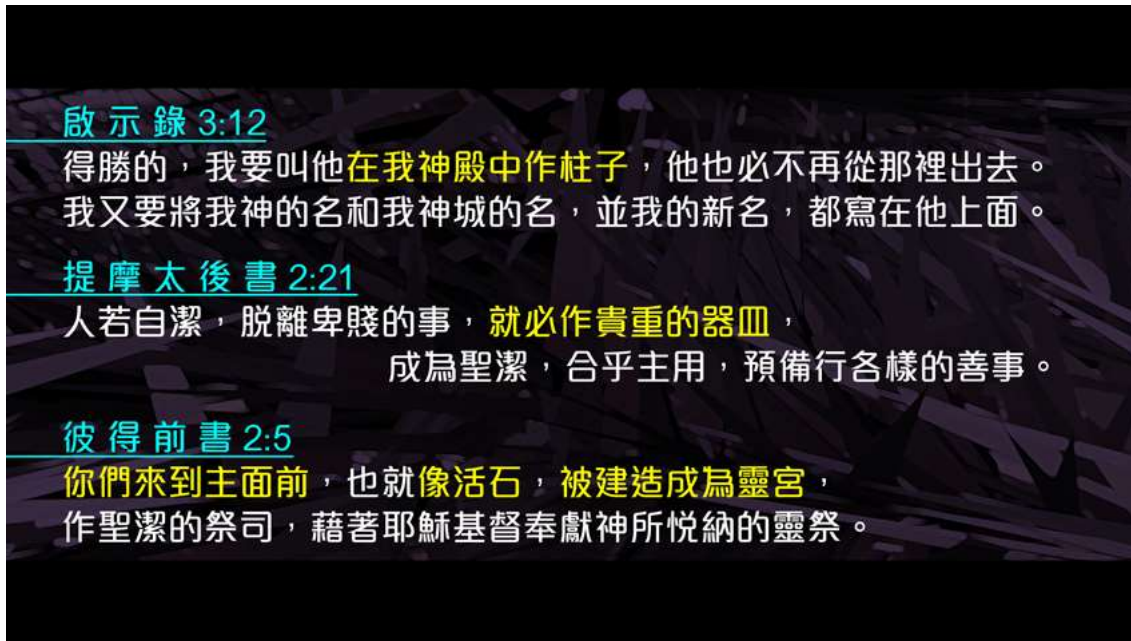 啟示錄 3:12
得勝的，我要叫他在我神殿中作柱子，他也必不再從那裡出去。
我又要將我神的名和我神城的名，並我的新名，都寫在他上面。
提摩太後書 2:21
人若自潔，脱離卑賤的事，就必作貴重的器皿，
成為聖潔，合乎主用，預備行各樣的善事。
彼得前書 2:5
你們來到主面前，也就像活石，被建造成為靈宮，
作聖潔的祭司，藉著耶穌基督奉獻神所悅納的靈祭。